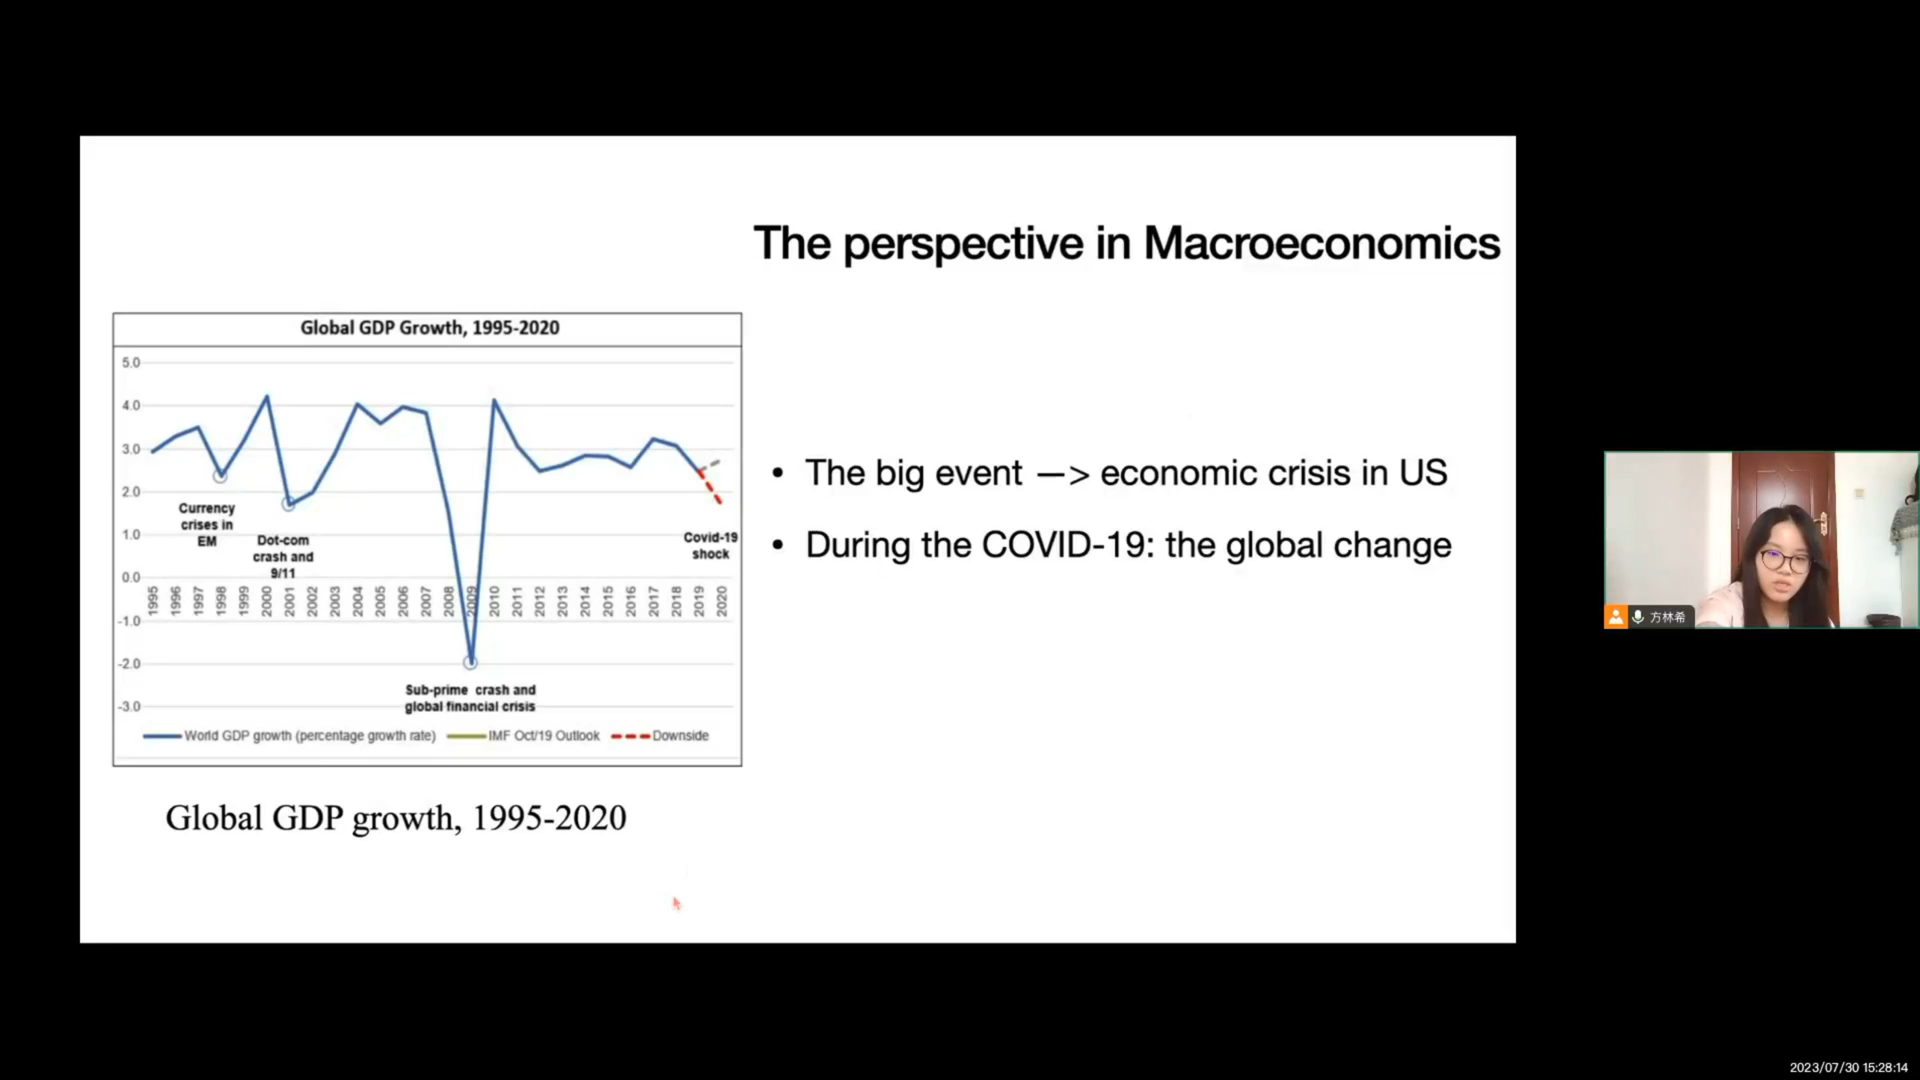 The perspective in Macroeconomics
Global GDP Growth, 1995-2020
5.0
4.0
3.0
2.0
1.0
0.0
-1.0
-2.0
-3.0
Currency
crises in
EM
Dot-com
crash and
9/11
Covid-19
shock
1995 1996 1997 1998 1999 2000 2001 2002 2003 2004 2005 2006 2007 2008 2009 2010 2011 2012 2013 2014 2015 2016 2017 2018 2019 2020
Sub-prime crash and
global financial crisis
World GDP growth (percentage growth rate) IMF Oct/19 Outlook Downside
Global GDP growth, 1995-2020
• The big event —> economic crisis in US
• During the COVID-19: the global change
方林希
2023/07/30 15:28:14